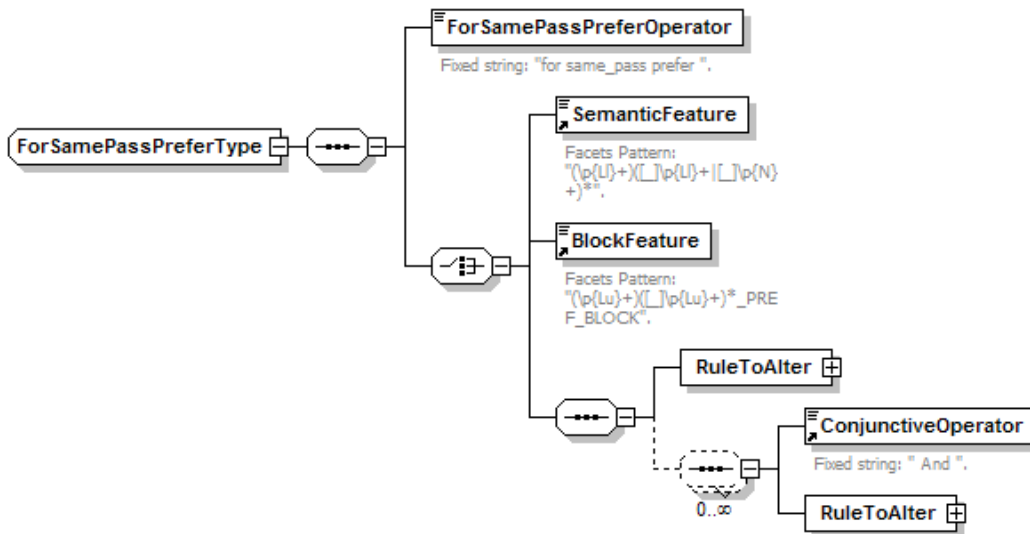 ForSamePassPreferOperator
Fixed string: "for same_pass prefer ".
ForSamePassPreferType
SemanticFeature
Facets Pattern:
"(\p{Ll}+)([_]\p{Ll}+|[_]\p{N}
+)*".
BlockFeature
Facets Pattern:
"(\p{Lu}+)([_]\p{Lu}+)*_PRE
F_BLOCK".
RuleToAlter
ConjunctiveOperator
Fixed string: " And ".
0..∞
RuleToAlter